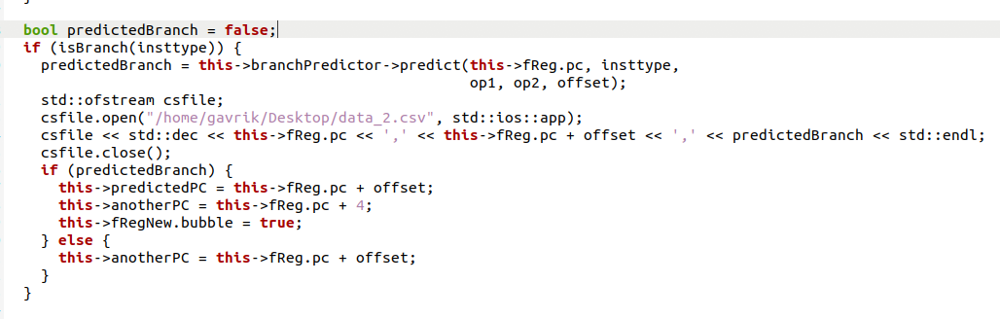 bool predictedBranch = false;
if (isBranch(insttype)) {
  predictedBranch = this->branchPredictor->predict(this->fReg.pc, insttype,
                                                   op1, op2, offset);
  std::ofstream csfile;
  csfile.open("/home/gavrik/Desktop/data_2.csv", std::ios::app);
  csfile << std::dec << this->fReg.pc << ',' << this->fReg.pc + offset << ',' << predictedBranch << std::endl;
  csfile.close();
  if (predictedBranch) {
    this->predictedPC = this->fReg.pc + offset;
    this->anotherPC = this->fReg.pc + 4;
    this->fRegNew.bubble = true;
  } else {
    this->anotherPC = this->fReg.pc + offset;
  }
}